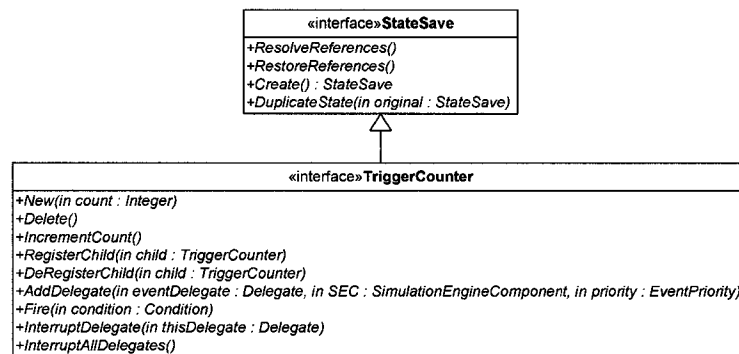 «interface»StateSave
+ResolveReferences()
+RestoreReferences()
+Create() : StateSave
+DuplicateState(in original : StateSave)
«interface»TriggerCounter
+New(in count : Integer)
+Delete()
+IncrementCount()
+RegisterChild(in child : TriggerCounter)
+DeRegisterChild(in child : TriggerCounter)
+AddDelegate(in eventDelegate : Delegate, in SEC : SimulationEngineComponent, in priority : EventPriority)
+Fire(in condition : Condition)
+InterruptDelegate(in thisDelegate : Delegate)
+InterruptAllDelegates()